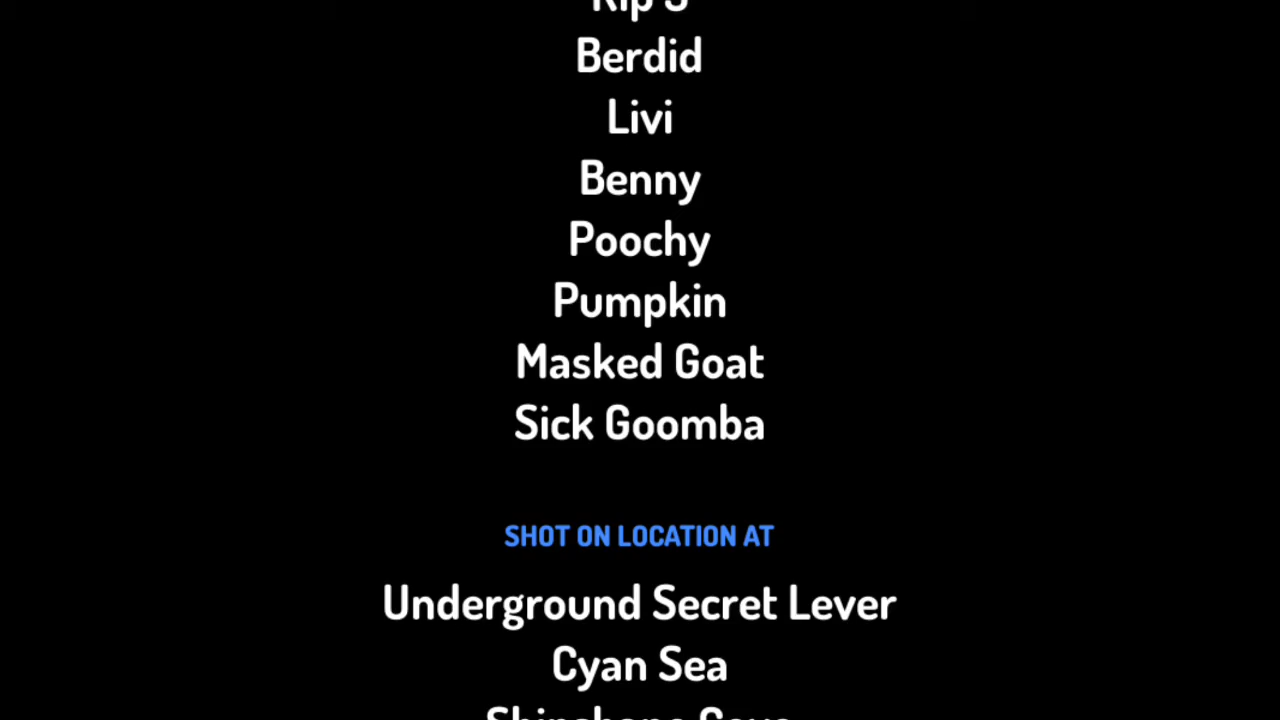 Berdid
Livi
Benny
Poochy
Pumpkin
Masked Goat
Sick Goomba
SHOT ON LOCATION AT
Underground Secret Lever
Cyan Sea